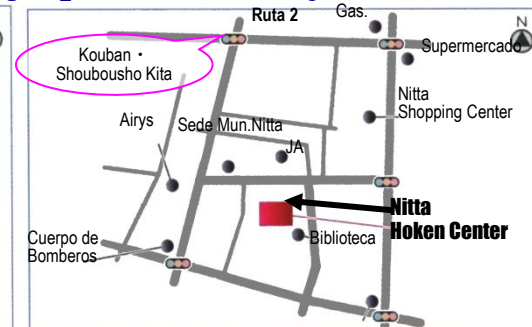 Gas.
Ruta 2
N
Supermercado
Kouban ・
Shoubousho Kita
Nitta
Shopping Center
Airys
Sede Mun.Nitta
JA
Nitta
Hoken Center
Biblioteca
Cuerpo de
Bomberos